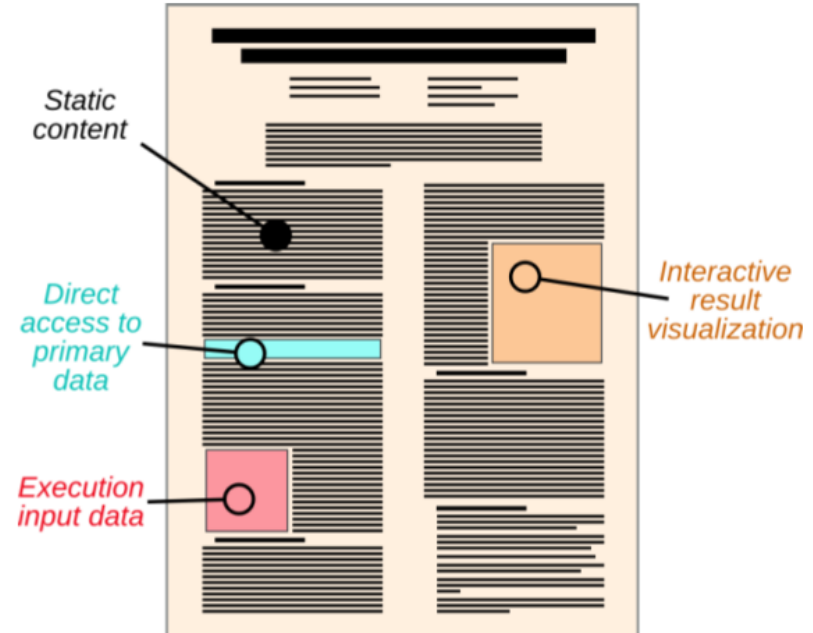 Static
content
Direct
access to
primary
data
Execution
input data
Interactive
result
visualization